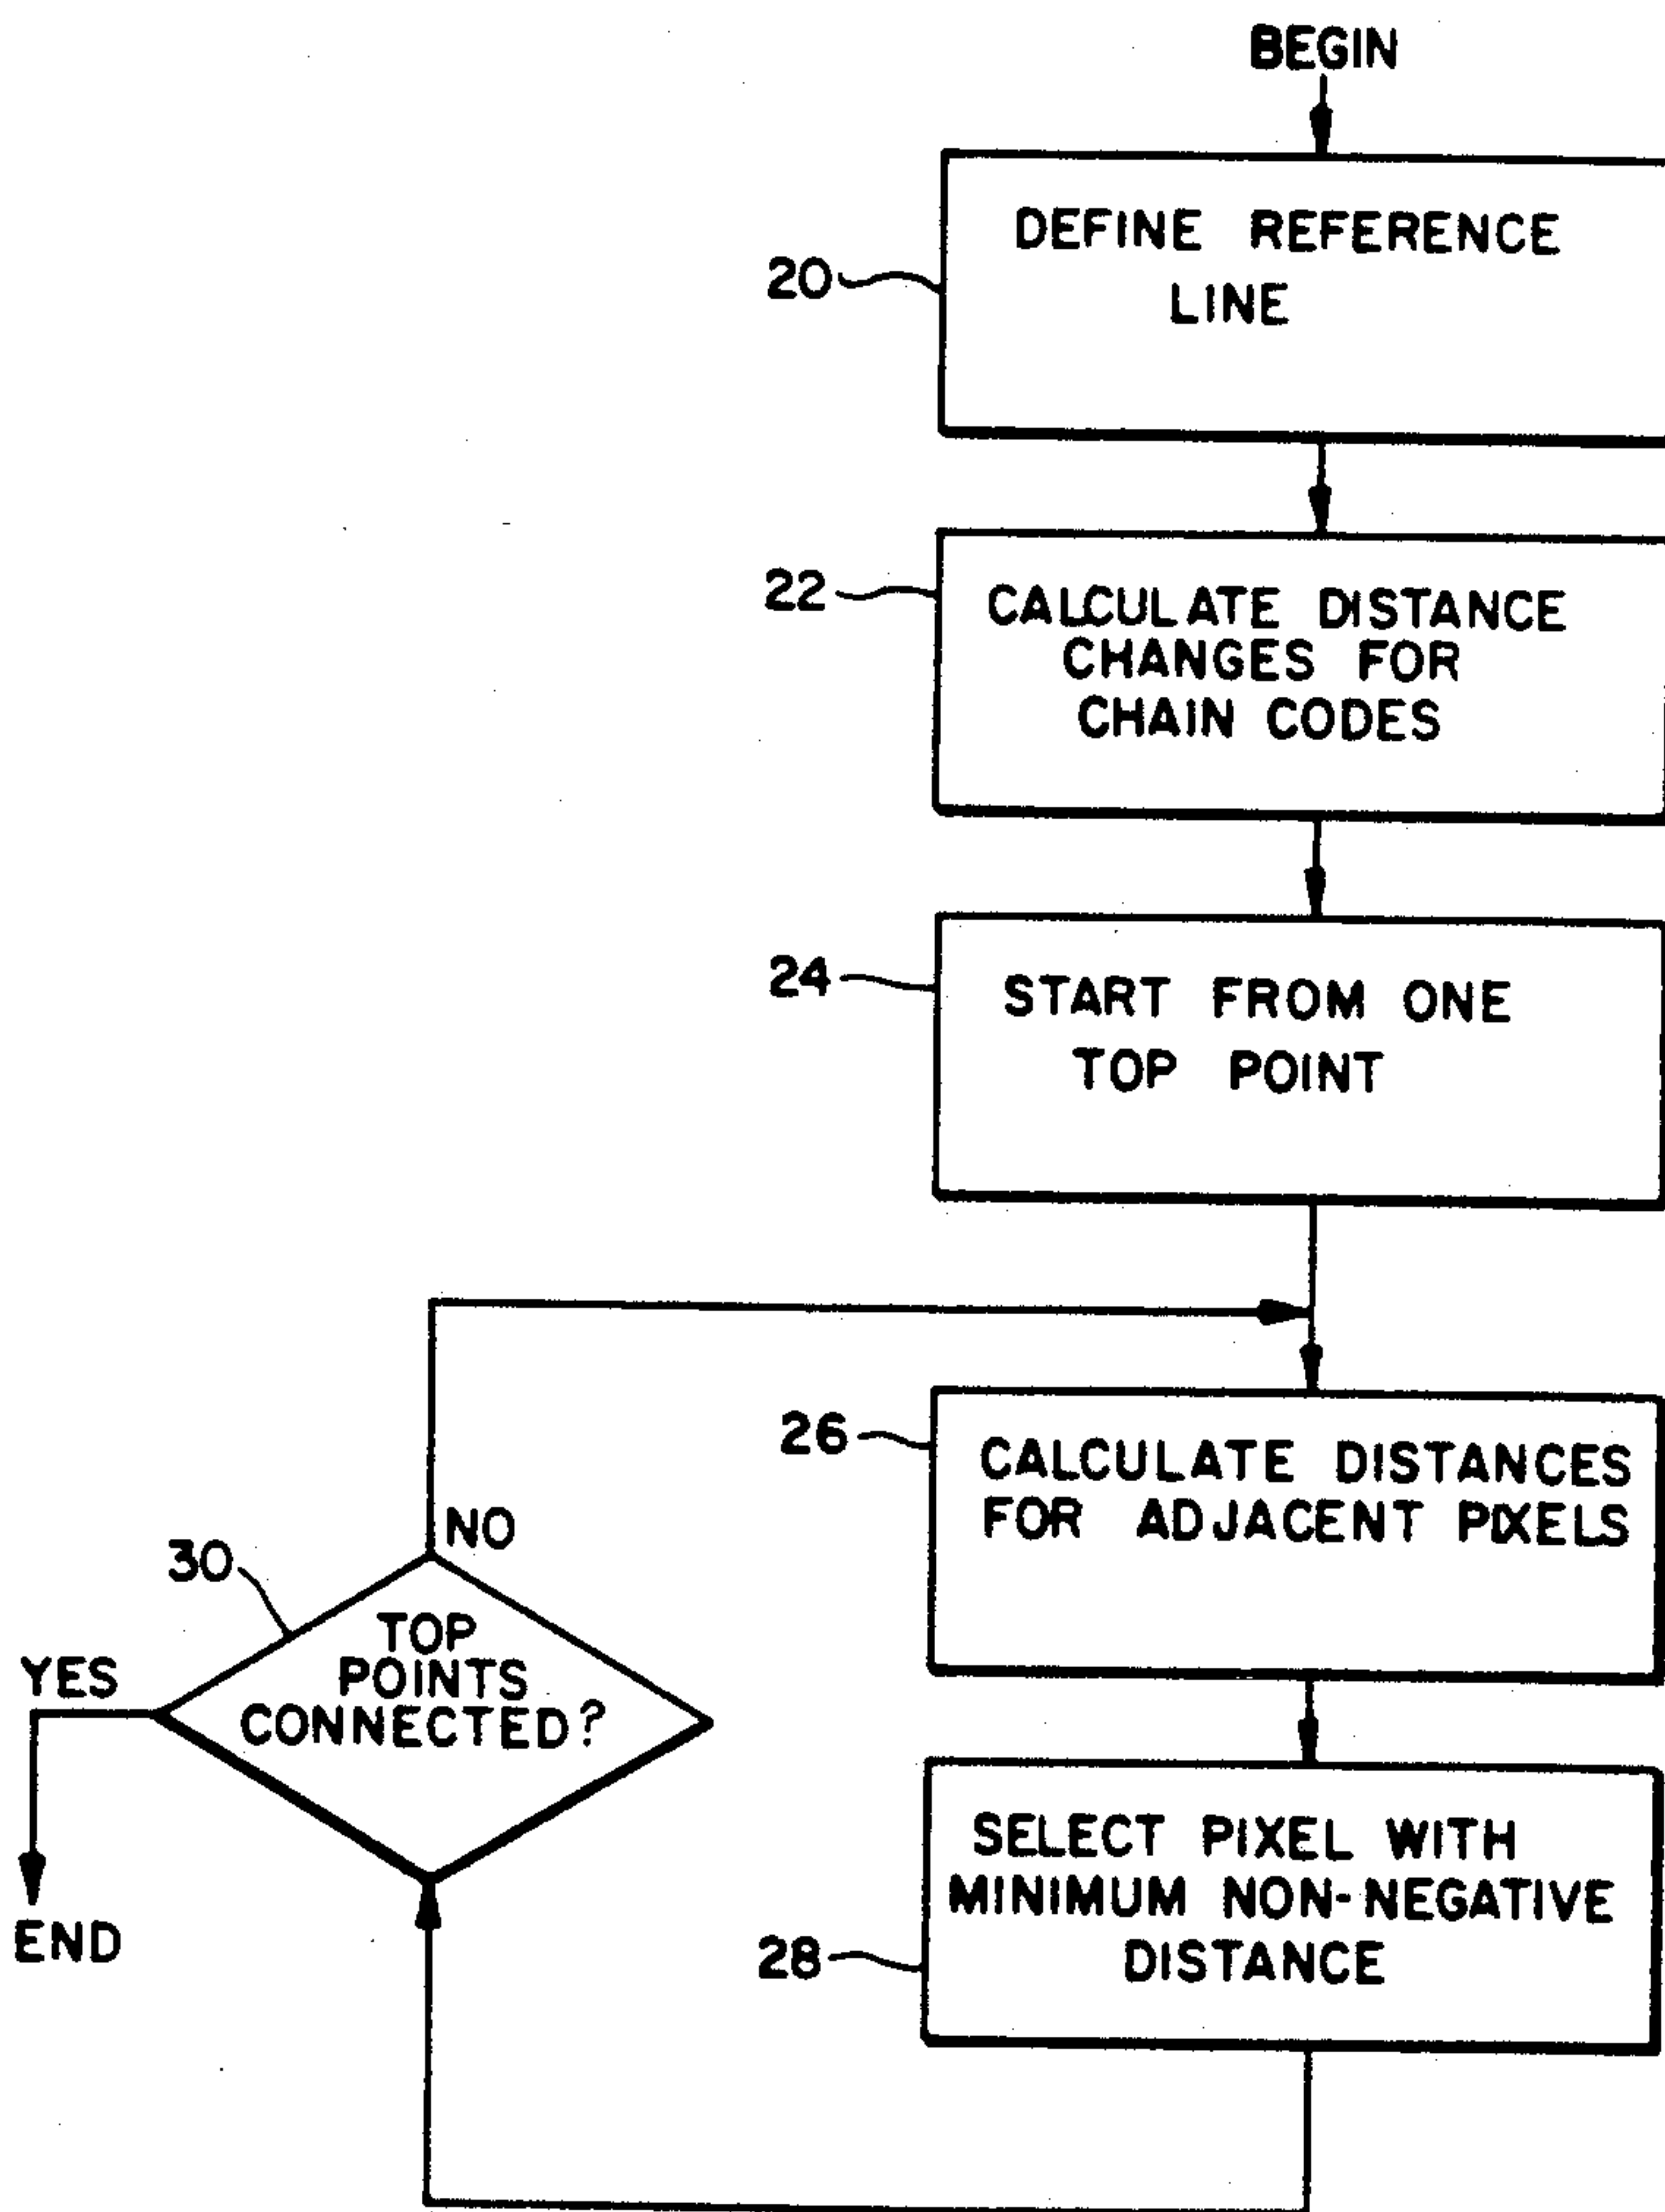 BEGIN
DEFINE REFERENCE
LINE
20
22
CALCULATE DISTANCE
CHANGES FOR
CHAIN CODES
24
START FROM ONE
TOP POINT
26
CALCULATE DISTANCES
FOR ADJACENT PIXELS
NO
30
TOP
POINTS
CONNECTED?
YES
END
SELECT PIXEL WITH
MINIMUM NON-NEGATIVE
DISTANCE
28